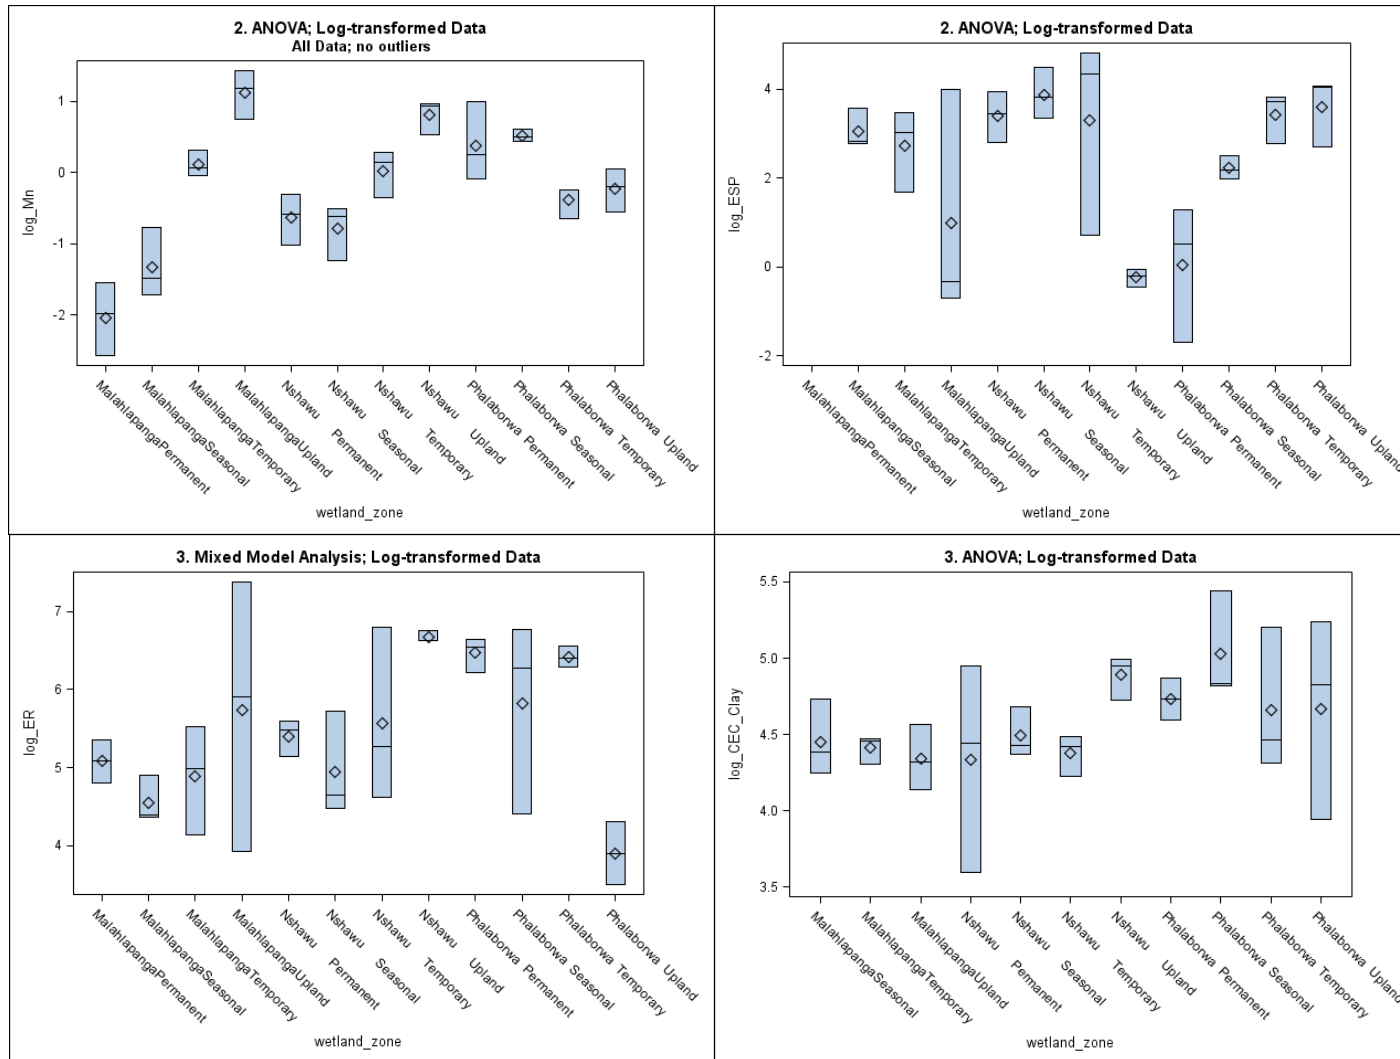 2. ANOVA; Log-transformed Data
All Data; no outliers
log_Mn
1
0
-1
-2
MalahlapangaPermanent
MalahlapangaSeasonal
MalahlapangaTemporary
MalahlapangaUpland
Nshawu Permanent
Nshawu Seasonal
Nshawu Temporary
Nshawu Upland
Phalaborwa Permanent
Phalaborwa Seasonal
Phalaborwa Temporary
Phalaborwa Upland
wetland_zone
2. ANOVA; Log-transformed Data
log_ESP
4
2
0
-2
MalahlapangaPermanent
MalahlapangaSeasonal
MalahlapangaTemporary
MalahlapangaUpland
Nshawu Permanent
Nshawu Seasonal
Nshawu Temporary
Nshawu Upland
Phalaborwa Permanent
Phalaborwa Seasonal
Phalaborwa Temporary
Phalaborwa Upland
wetland_zone
3. Mixed Model Analysis; Log-transformed Data
log_ER
7
6
5
4
MalahlapangaPermanent
MalahlapangaSeasonal
MalahlapangaTemporary
MalahlapangaUpland
Nshawu Permanent
Nshawu Seasonal
Nshawu Temporary
Nshawu Upland
Phalaborwa Permanent
Phalaborwa Seasonal
Phalaborwa Temporary
Phalaborwa Upland
wetland_zone
3. ANOVA; Log-transformed Data
log_CEC_Clay
5.5
5.0
4.5
4.0
3.5
MalahlapangaSeasonal
MalahlapangaTemporary
MalahlapangaUpland
Nshawu Permanent
Nshawu Seasonal
Nshawu Temporary
Nshawu Upland
Phalaborwa Permanent
Phalaborwa Seasonal
Phalaborwa Temporary
Phalaborwa Upland
wetland_zone